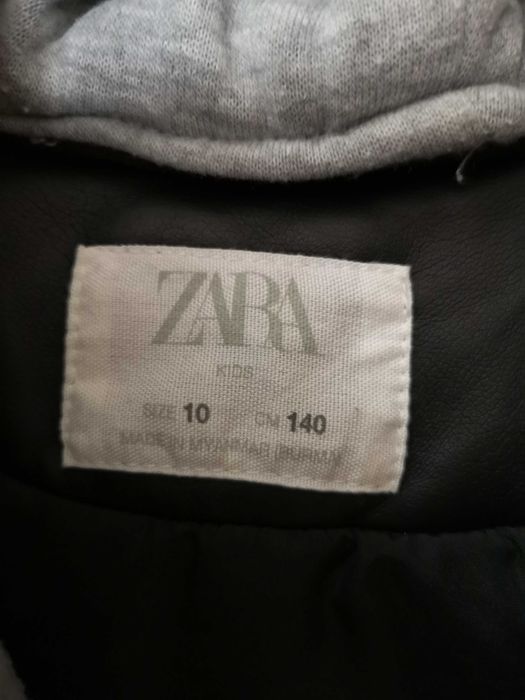 ZARA
KIDS
SIZE 10 CM 140
MADE IN MYANMAR (BURMA)